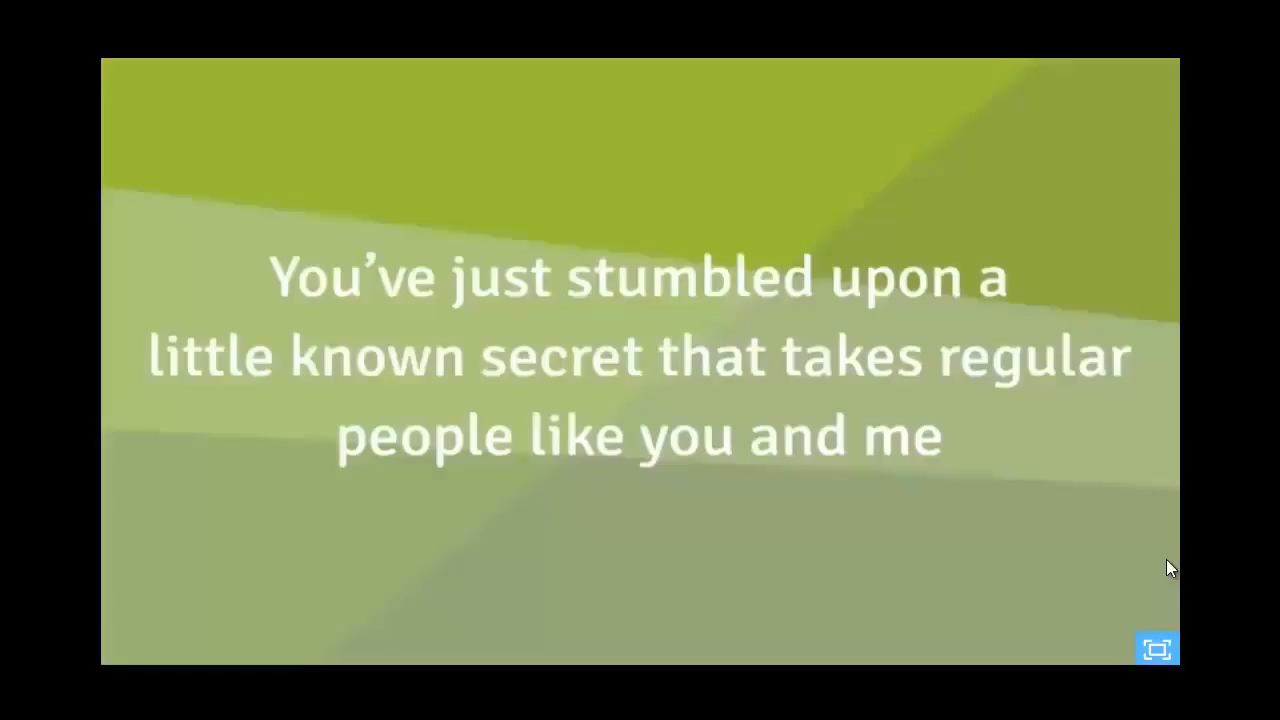 You’ve just stumbled upon a
little known secret that takes regular
people like you and me